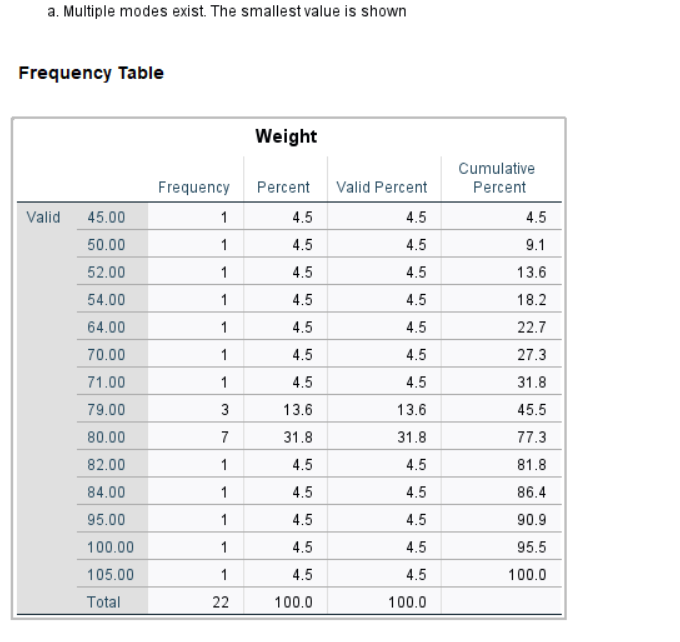 a. Multiple modes exist. The smallest value is shown
Frequency Table
Weight
Frequency Percent Valid Percent Cumulative Percent
Valid 45.00 1 4.5 4.5 4.5
50.00 1 4.5 4.5 9.1
52.00 1 4.5 4.5 13.6
54.00 1 4.5 4.5 18.2
64.00 1 4.5 4.5 22.7
70.00 1 4.5 4.5 27.3
71.00 1 4.5 4.5 31.8
79.00 3 13.6 13.6 45.5
80.00 7 31.8 31.8 77.3
82.00 1 4.5 4.5 81.8
84.00 1 4.5 4.5 86.4
95.00 1 4.5 4.5 90.9
100.00 1 4.5 4.5 95.5
105.00 1 4.5 4.5 100.0
Total 22 100.0 100.0